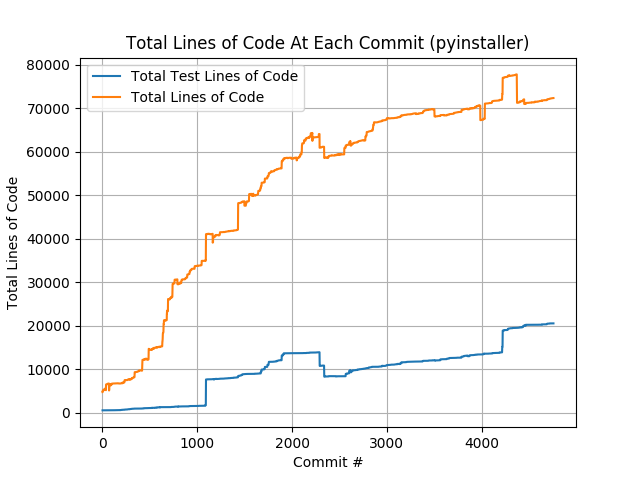 Total Lines of Code At Each Commit (pyinstaller)
Total Test Lines of Code
Total Lines of Code
80000
70000
60000
50000
40000
30000
20000
10000
0
Total Lines of Code
0 1000 2000 3000 4000
Commit #